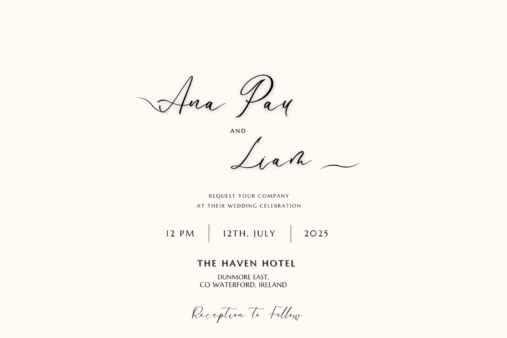 Ana Pau
AND
Liam
REQUEST YOUR COMPANY
AT THEIR WEDDING CELEBRATION
12 PM | 12TH, JULY | 2025
THE HAVEN HOTEL
DUNMORE EAST,
CO WATERFORD, IRELAND
Reception to Follow